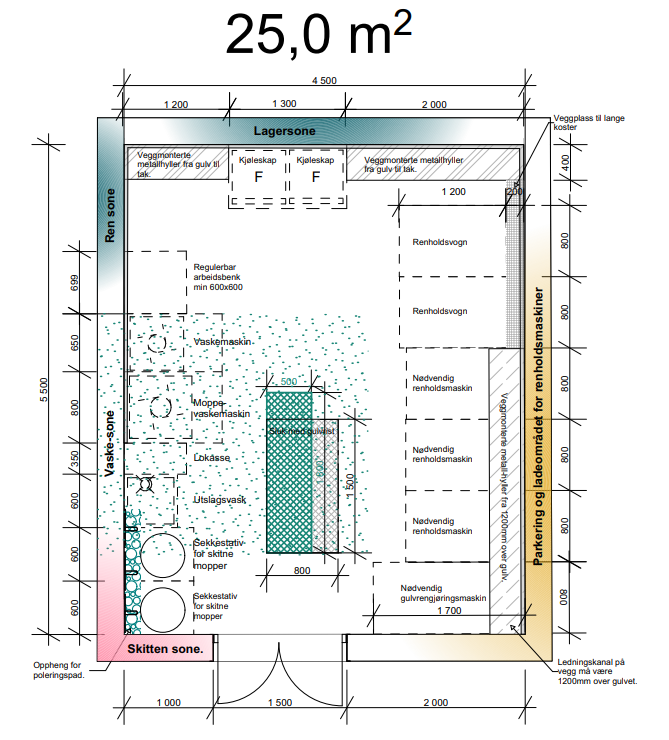 25,0 m²
4 500
1 200
1 300
2 000
Veggplass til lange
koster
Lagersone
Veggmonterte
metallhyller fra gulv til
tak.
Kjøleskap
F
Kjøleskap
F
Veggmonterte metallhyller
fra gulv til tak.
400
1 200
200
Ren sone
Renholdsvogn
800
Regulerbar
arbeidsbenk
min 600x600
699
Renholdsvogn
800
Vaskemaskin
650
5 500
500
Nødvendig
renholdsmaskin
800
Moppe-
vaskemaskin
800
Vaske-sone
1 500
Veggmonterte metall-hyller fra 1200mm over gulv.
Parkering og ladeområdet for renholdsmaskiner
Lokasse
350
Nødvendig
renholdsmaskin
800
Utslagsvask
600
Nødvendig
renholdsmaskin
800
Sekkestativ
for skitne
mopper
600
800
Nødvendig
gulvrengjøringsmaskin
800
1 700
Sekkestativ
for skitne
mopper
600
Skitten sone.
Oppheng for
poleringspad.
Ledningskanal på
vegg må være
1200mm over gulvet.
1 000
1 500
2 000